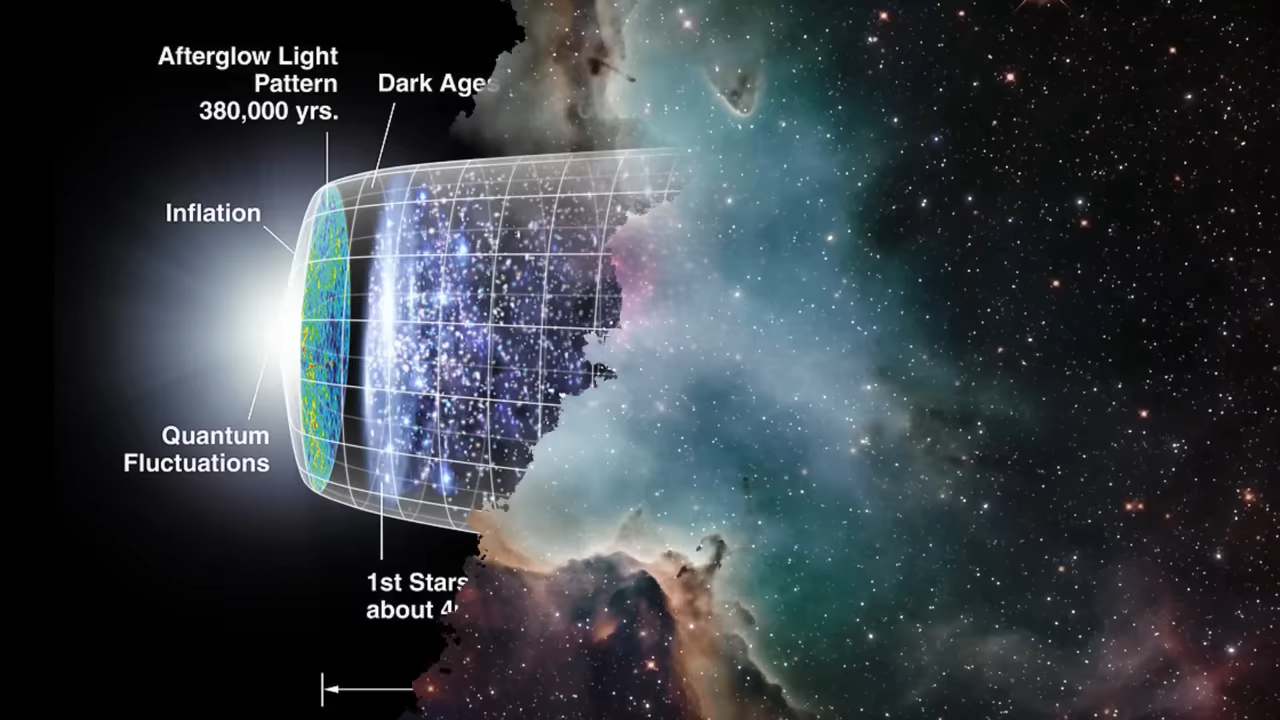 Afterglow Light
Pattern
380,000 yrs.
Dark Ages
Inflation
Quantum
Fluctuations
1st Stars
about